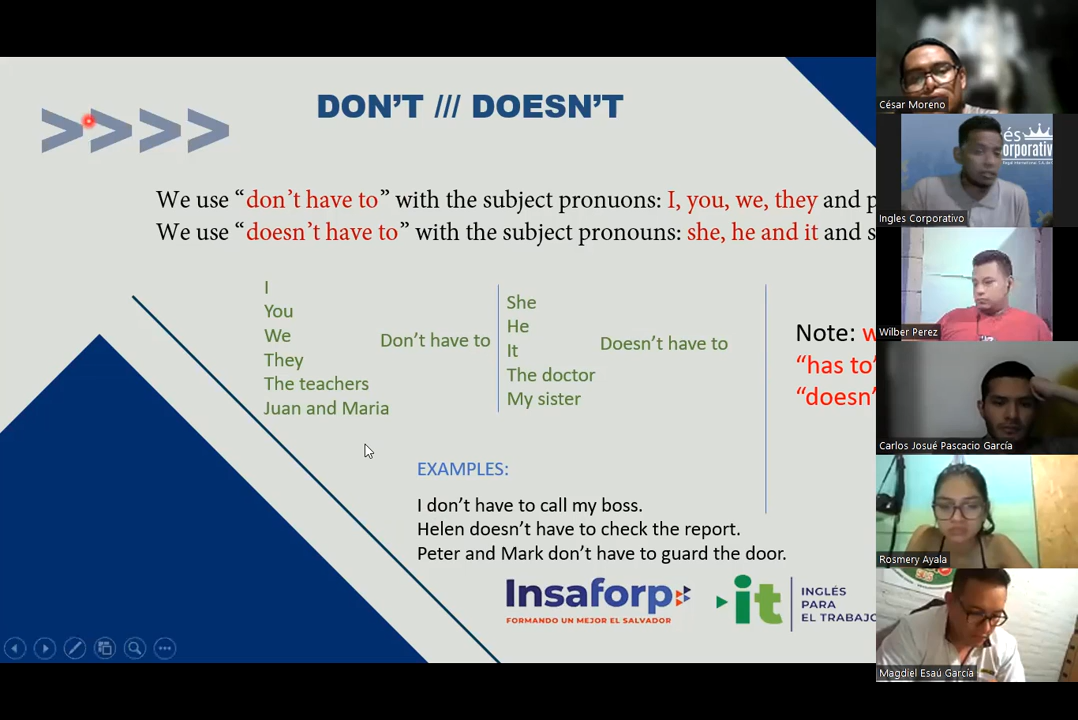 >>>>
DON'T /// DOESN'T
We use “don't have to” with the subject pronuons: I, you, we, they and p
We use “doesn't have to” with the subject pronouns: she, he and it and s
I
You
We
They
The teachers
Juan and Maria
Don't have to
She
He
It
The doctor
My sister
Doesn't have to
Note: w
“has to”
“doesn'
EXAMPLES:
I don't have to call my boss.
Helen doesn't have to check the report.
Peter and Mark don't have to guard the door.
Insaforp
FORMANDO UN MEJOR EL SALVADOR
it
INGLÉS
PARA
EL TRABAJO
César Moreno
és
orporativ
Ingles Corporativo
Wilber Perez
Carlos Josué Pascacio García
Rosmery Ayala
Magdiel Esaú García